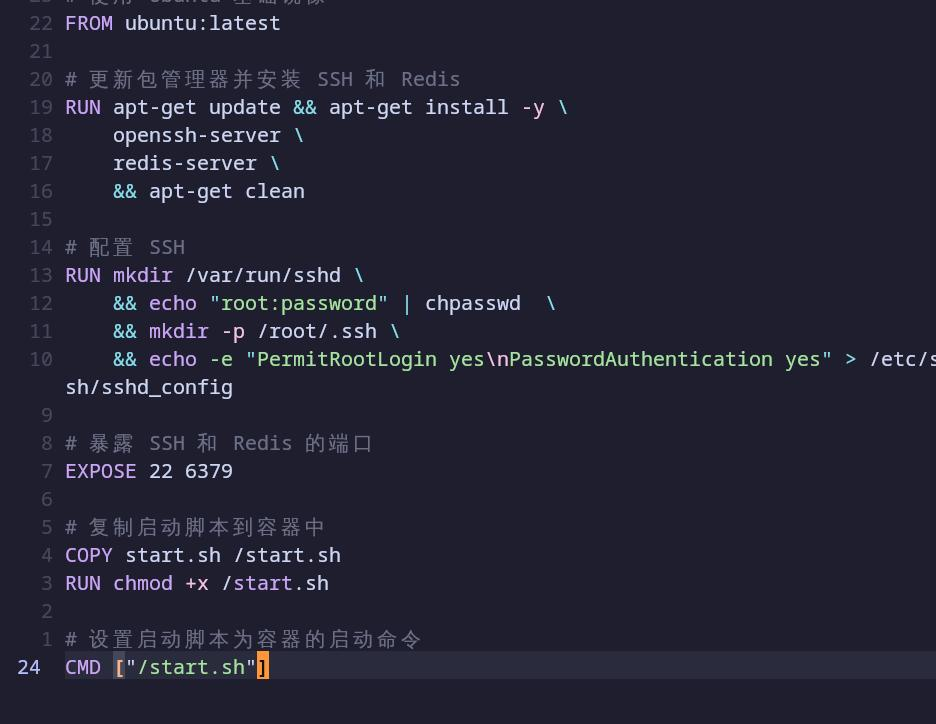 22 FROM ubuntu:latest
21
20 # 更新包管理器并安装 SSH 和 Redis
19 RUN apt-get update && apt-get install -y \
18     openssh-server \
17     redis-server \
16     && apt-get clean
15
14 # 配置 SSH
13 RUN mkdir /var/run/sshd \
12     && echo "root:password" | chpasswd  \
11     && mkdir -p /root/.ssh \
10     && echo -e "PermitRootLogin yes\nPasswordAuthentication yes" > /etc/s
sh/sshd_config
9
8 # 暴露 SSH 和 Redis 的端口
7 EXPOSE 22 6379
6
5 # 复制启动脚本到容器中
4 COPY start.sh /start.sh
3 RUN chmod +x /start.sh
2
1 # 设置启动脚本为容器的启动命令
24 CMD ["/start.sh"]